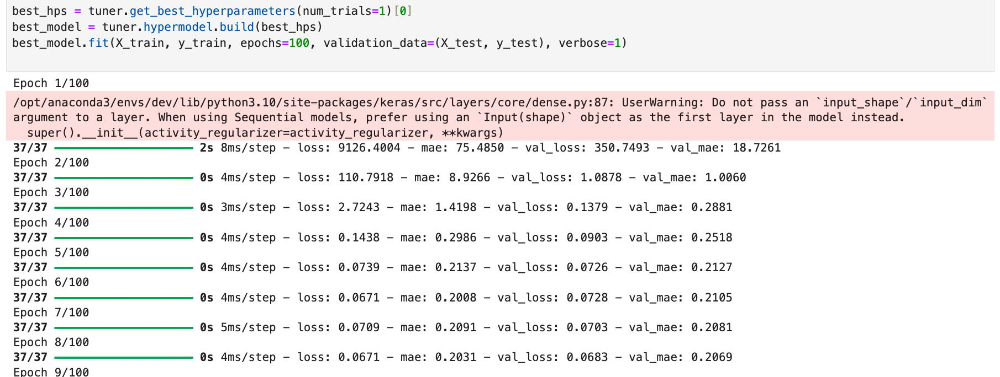 best_hps = tuner.get_best_hyperparameters(num_trials=1)[0]
best_model = tuner.hypermodel.build(best_hps)
best_model.fit(X_train, y_train, epochs=100, validation_data=(X_test, y_test), verbose=1)
Epoch 1/100
/opt/anaconda3/envs/dev/lib/python3.10/site-packages/keras/src/layers/core/dense.py:87: UserWarning: Do not pass an `input_shape`/`input_dim`
argument to a layer. When using Sequential models, prefer using an `Input(shape)` object as the first layer in the model instead.
  super().__init__(activity_regularizer=activity_regularizer, **kwargs)
37/37 ━━━━━━━━━━━━━━━━━━━━ 2s 8ms/step – loss: 9126.4004 – mae: 75.4850 – val_loss: 350.7493 – val_mae: 18.7261
Epoch 2/100
37/37 ━━━━━━━━━━━━━━━━━━━━ 0s 4ms/step – loss: 110.7918 – mae: 8.9266 – val_loss: 1.0878 – val_mae: 1.0060
Epoch 3/100
37/37 ━━━━━━━━━━━━━━━━━━━━ 0s 3ms/step – loss: 2.7243 – mae: 1.4198 – val_loss: 0.1379 – val_mae: 0.2881
Epoch 4/100
37/37 ━━━━━━━━━━━━━━━━━━━━ 0s 4ms/step – loss: 0.1438 – mae: 0.2986 – val_loss: 0.0903 – val_mae: 0.2518
Epoch 5/100
37/37 ━━━━━━━━━━━━━━━━━━━━ 0s 4ms/step – loss: 0.0739 – mae: 0.2137 – val_loss: 0.0726 – val_mae: 0.2127
Epoch 6/100
37/37 ━━━━━━━━━━━━━━━━━━━━ 0s 4ms/step – loss: 0.0671 – mae: 0.2008 – val_loss: 0.0728 – val_mae: 0.2105
Epoch 7/100
37/37 ━━━━━━━━━━━━━━━━━━━━ 0s 5ms/step – loss: 0.0709 – mae: 0.2091 – val_loss: 0.0703 – val_mae: 0.2081
Epoch 8/100
37/37 ━━━━━━━━━━━━━━━━━━━━ 0s 4ms/step – loss: 0.0671 – mae: 0.2031 – val_loss: 0.0683 – val_mae: 0.2069
Epoch 9/100